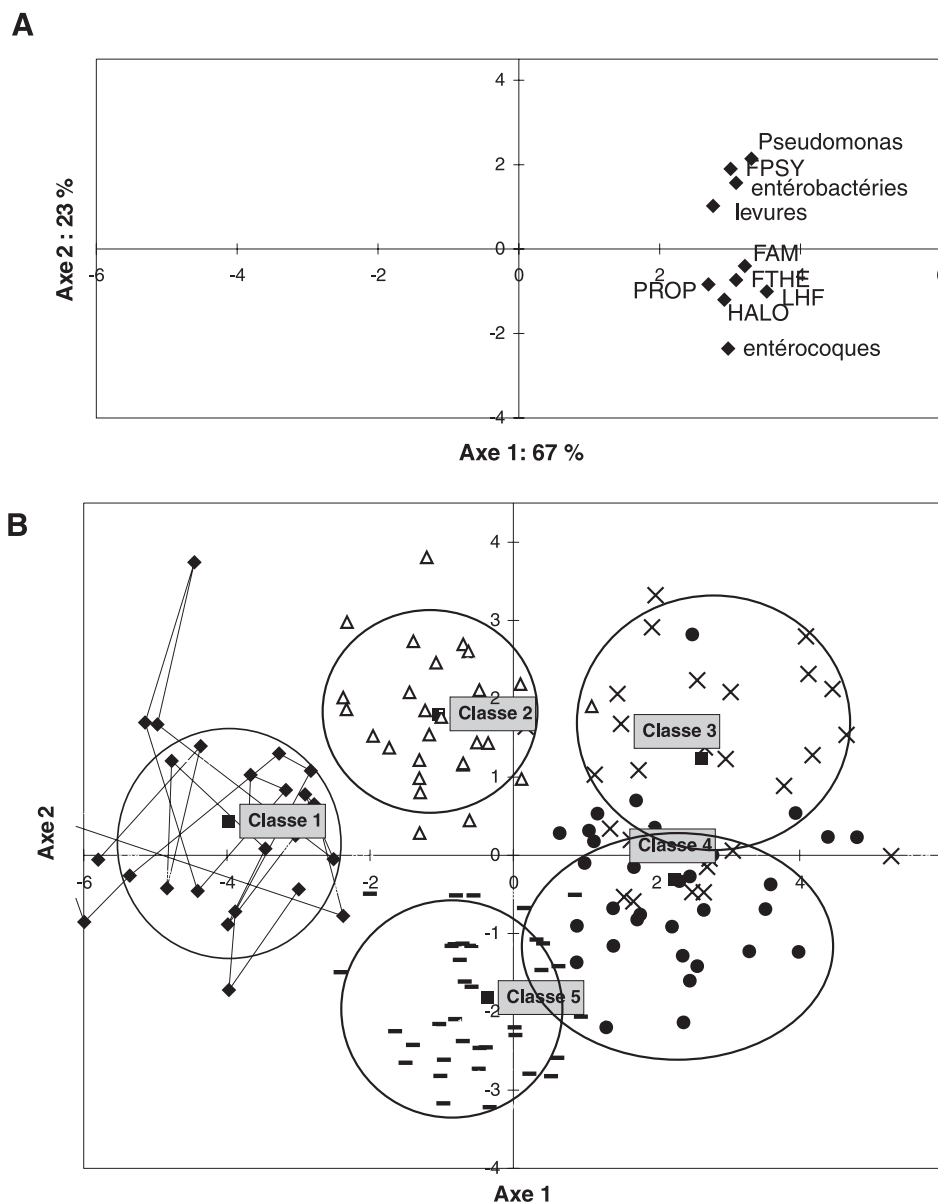 A
4
Pseudomonas
2
FPSY
entérobactéries
levures
Axe 2 : 23 %
0
FAM
-6
-4
-2
0
2
4
6
FTHE
PROP
LHF
HALO
-2
entérocoques
-4
Axe 1: 67 %
B
4
3
2
Classe 2
Classe 3
1
Classe 1
Axe 2
0
Classe 4
-6
-4
-2
0
2
4
-1
Classe 5
-2
-3
-4
Axe 1